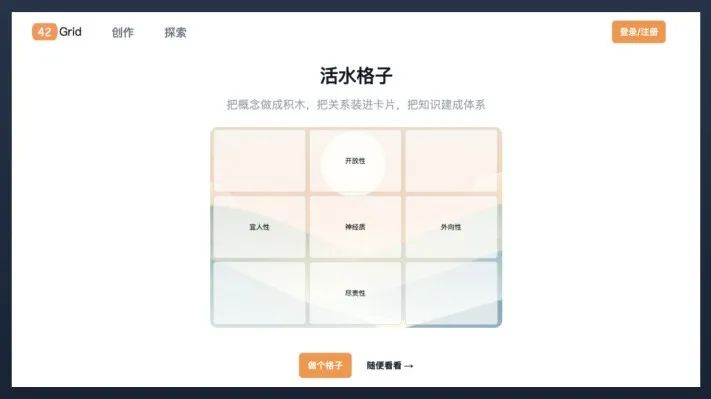 42 Grid 创作 探索 登录/注册
活水格子
把概念做成积木，把关系装进卡片，把知识建成体系
开放性
宜人性 神经质 外向性
尽责性
做个格子 随便看看 →